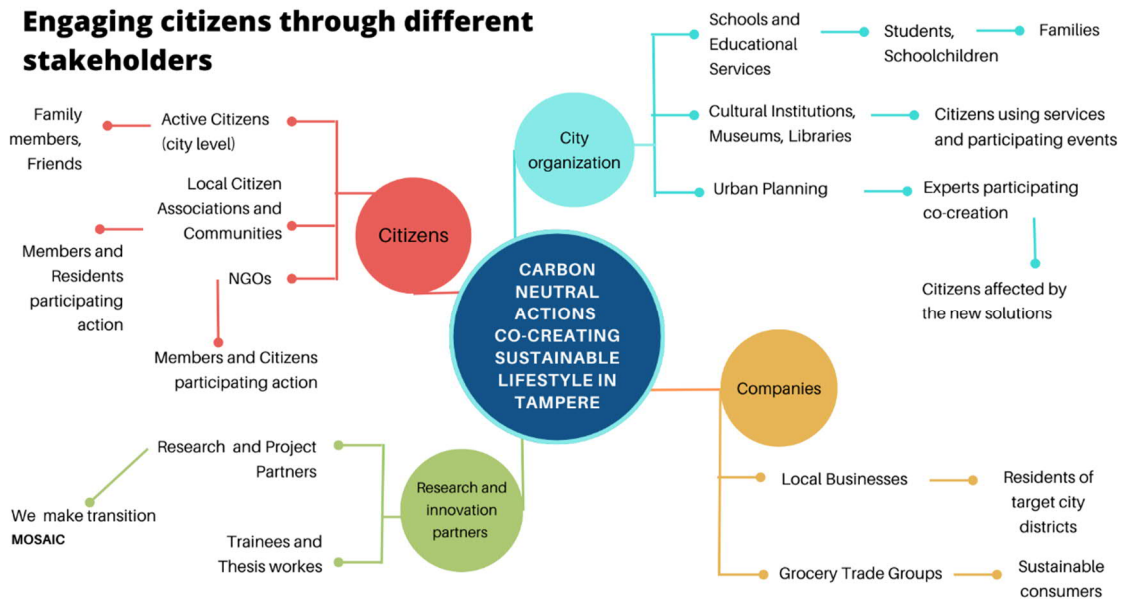 Engaging citizens through different
stakeholders
Family
members,
Friends
Active Citizens
(city level)
Local Citizen
Associations and
Communities
Members and
Residents
participating
action
NGOs
Members and Citizens
participating action
Citizens
City
organization
Schools and
Educational
Services
Students,
Schoolchildren
Families
Cultural Institutions,
Museums, Libraries
Citizens using services
and participating events
Urban Planning
Experts participating
co-creation
Citizens affected by
the new solutions
CARBON
NEUTRAL
ACTIONS
CO-CREATING
SUSTAINABLE
LIFESTYLE IN
TAMPERE
Companies
Local Businesses
Residents of
target city
districts
Grocery Trade Groups
Sustainable
consumers
Research and
innovation
partners
Research and Project
Partners
We make transition
MOSAIC
Trainees and
Thesis workes